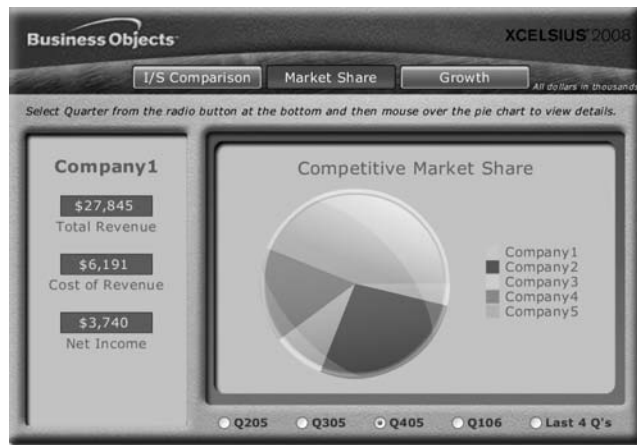 Business Objects
XCELSIUS 2008
I/S Comparison
Market Share
Growth
All dollars in thousands
Select Quarter from the radio button at the bottom and then mouse over the pie chart to view details.
Company1
$27,845
Total Revenue
$6,191
Cost of Revenue
$3,740
Net Income
Competitive Market Share
Company1
Company2
Company3
Company4
Company5
Q205
Q305
Q405
Q106
Last 4 Q's